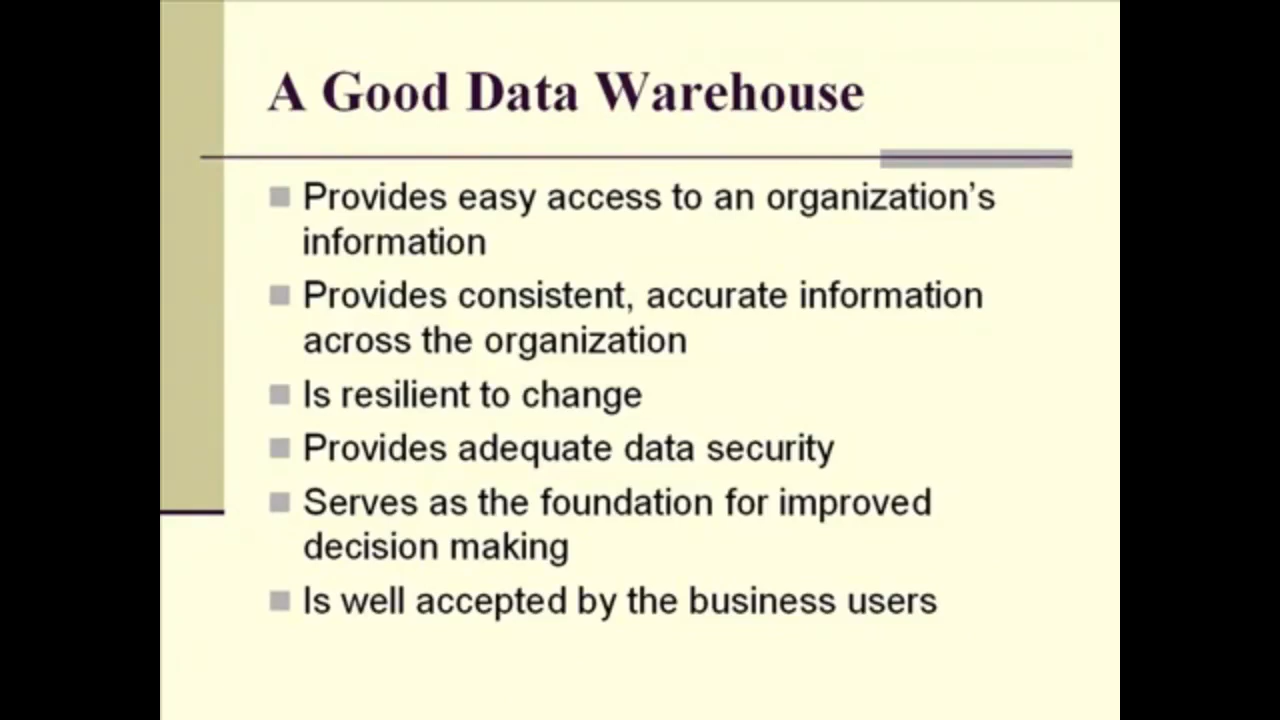 A Good Data Warehouse
Provides easy access to an organization’s
information
Provides consistent, accurate information
across the organization
Is resilient to change
Provides adequate data security
Serves as the foundation for improved
decision making
Is well accepted by the business users